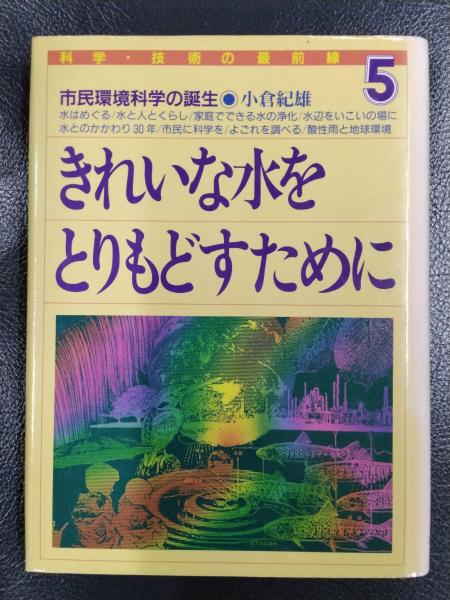 科学・技術の最前線
5
市民環境科学の誕生●小倉紀雄
水はめぐる/水と人とくらし/家庭でできる水の浄化/水辺をいこいの場に
水とのかかわり30年/市民に科学を/よごれを調べる/酸性雨と地球環境
きれいな水を
とりもどすために